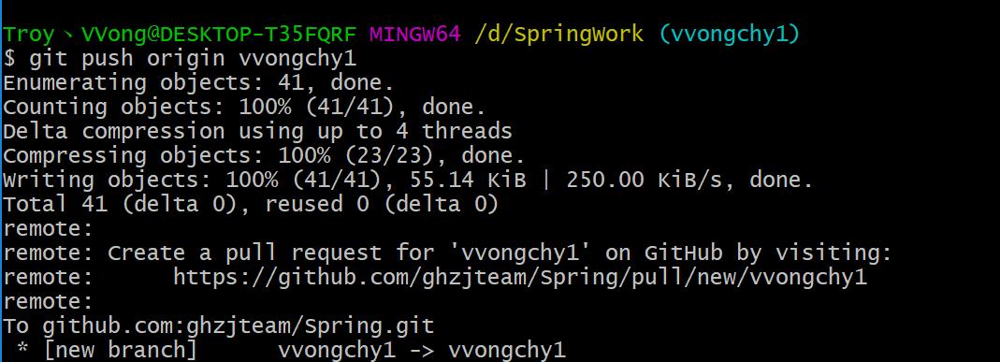 Troy丶VVong@DESKTOP-T35FQRF MINGW64 /d/SpringWork (vvongchy1)
$ git push origin vvongchy1
Enumerating objects: 41, done.
Counting objects: 100% (41/41), done.
Delta compression using up to 4 threads
Compressing objects: 100% (23/23), done.
Writing objects: 100% (41/41), 55.14 KiB | 250.00 KiB/s, done.
Total 41 (delta 0), reused 0 (delta 0)
remote:
remote: Create a pull request for 'vvongchy1' on GitHub by visiting:
remote:      https://github.com/ghzjteam/Spring/pull/new/vvongchy1
remote:
To github.com:ghzjteam/Spring.git
 * [new branch]      vvongchy1 -> vvongchy1